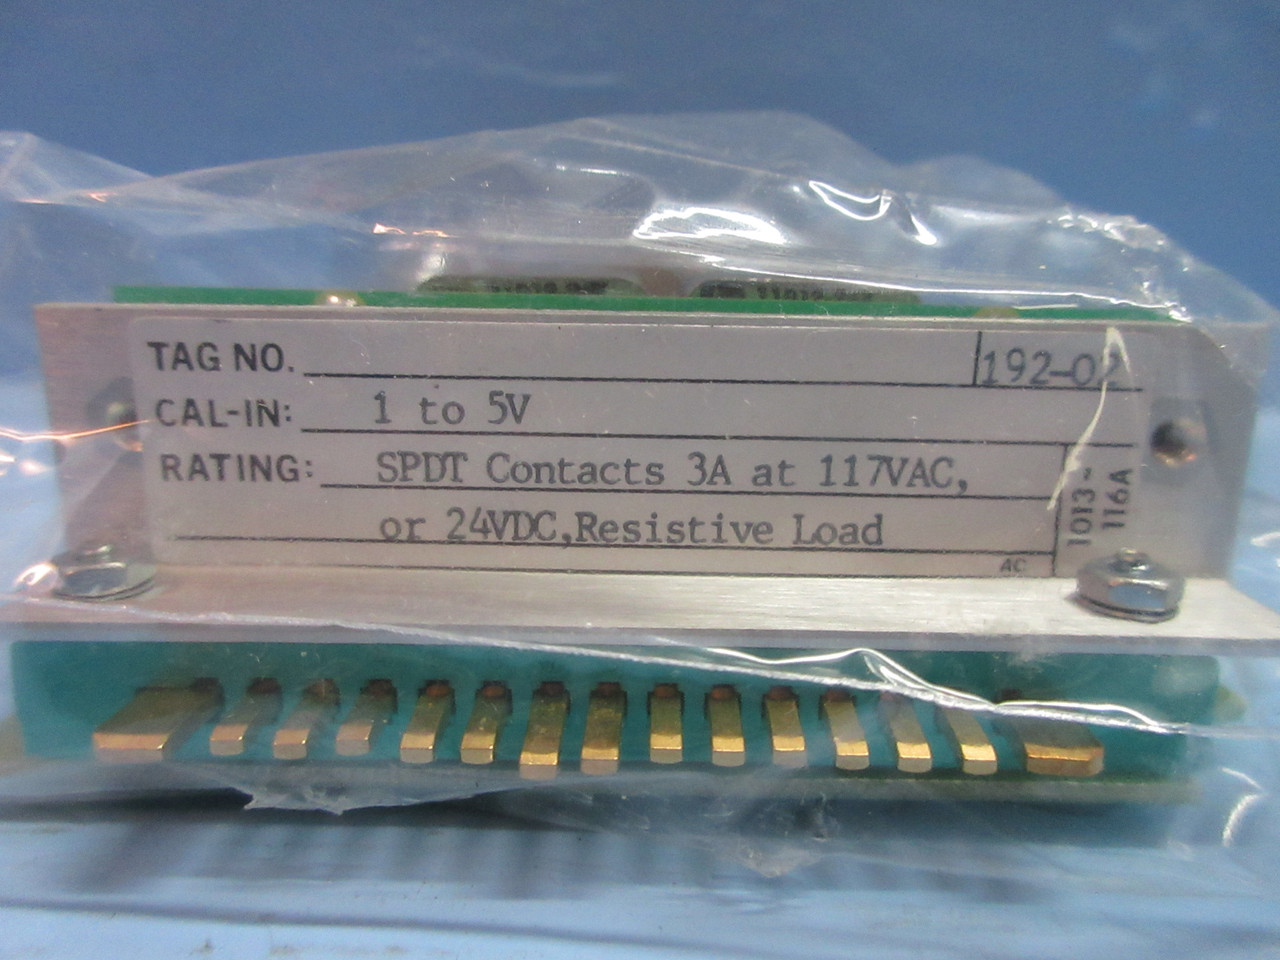 TAG NO. 192-02
CAL-IN: 1 to 5V
RATING: SPDT Contacts 3A at 117VAC,
or 24VDC,Resistive Load
AC
1013-
116A